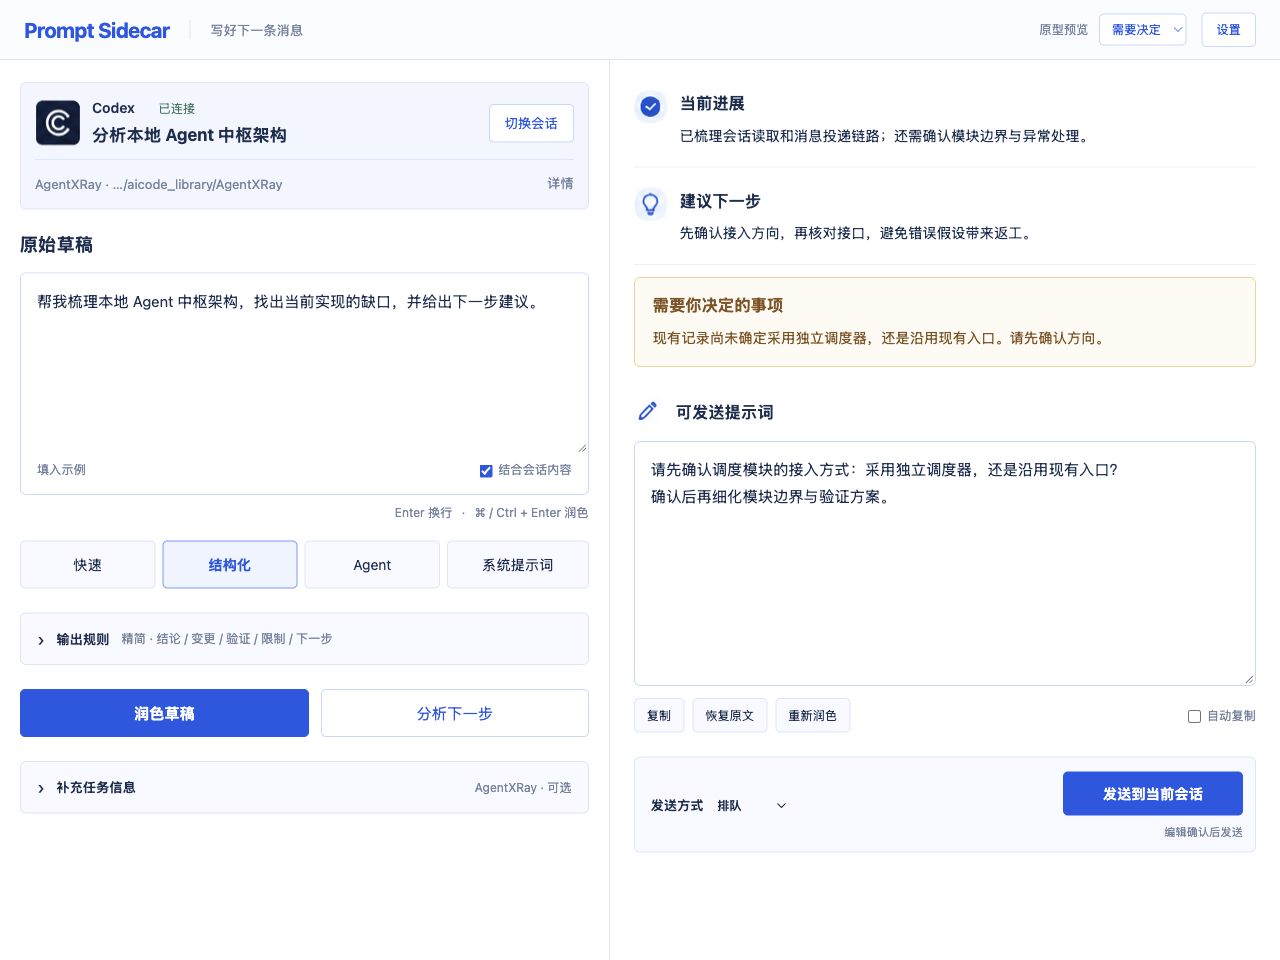 Prompt Sidecar
写好下一条消息
原型预览
需要决定
设置
Codex 已连接
分析本地 Agent 中枢架构
切换会话
AgentXRay · .../aicode_library/AgentXRay
详情
原始草稿
帮我梳理本地 Agent 中枢架构，找出当前实现的缺口，并给出下一步建议。
填入示例
结合会话内容
Enter 换行 · ⌘ / Ctrl + Enter 润色
快速
结构化
Agent
系统提示词
› 输出规则 精简 · 结论 / 变更 / 验证 / 限制 / 下一步
润色草稿
分析下一步
› 补充任务信息
AgentXRay · 可选
当前进展
已梳理会话读取和消息投递链路；还需确认模块边界与异常处理。
建议下一步
先确认接入方向，再核对接口，避免错误假设带来返工。
需要你决定的事项
现有记录尚未确定采用独立调度器，还是沿用现有入口。请先确认方向。
可发送提示词
请先确认调度模块的接入方式：采用独立调度器，还是沿用现有入口？
确认后再细化模块边界与验证方案。
复制
恢复原文
重新润色
自动复制
发送方式 排队
发送到当前会话
编辑确认后发送